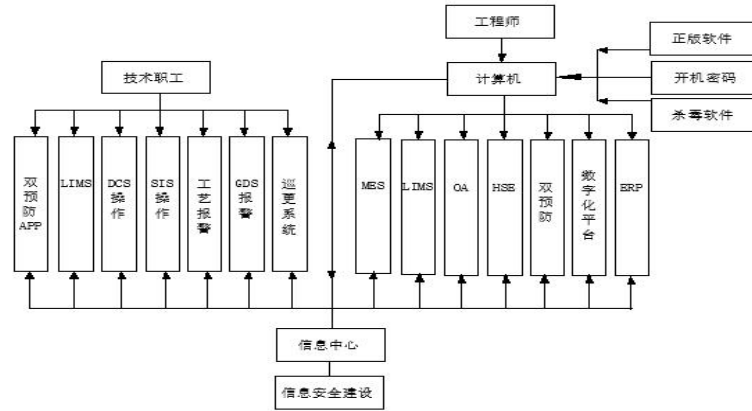 工程师
正版软件
技术职工
计算机
开机密码
杀毒软件
双预防APP
LIMS
DCS操作
SIS操作
工艺报警
GDS报警
巡更系统
MES
LIMS
OA
HSE
双预防
数字化平台
ERP
信息中心
信息安全建设